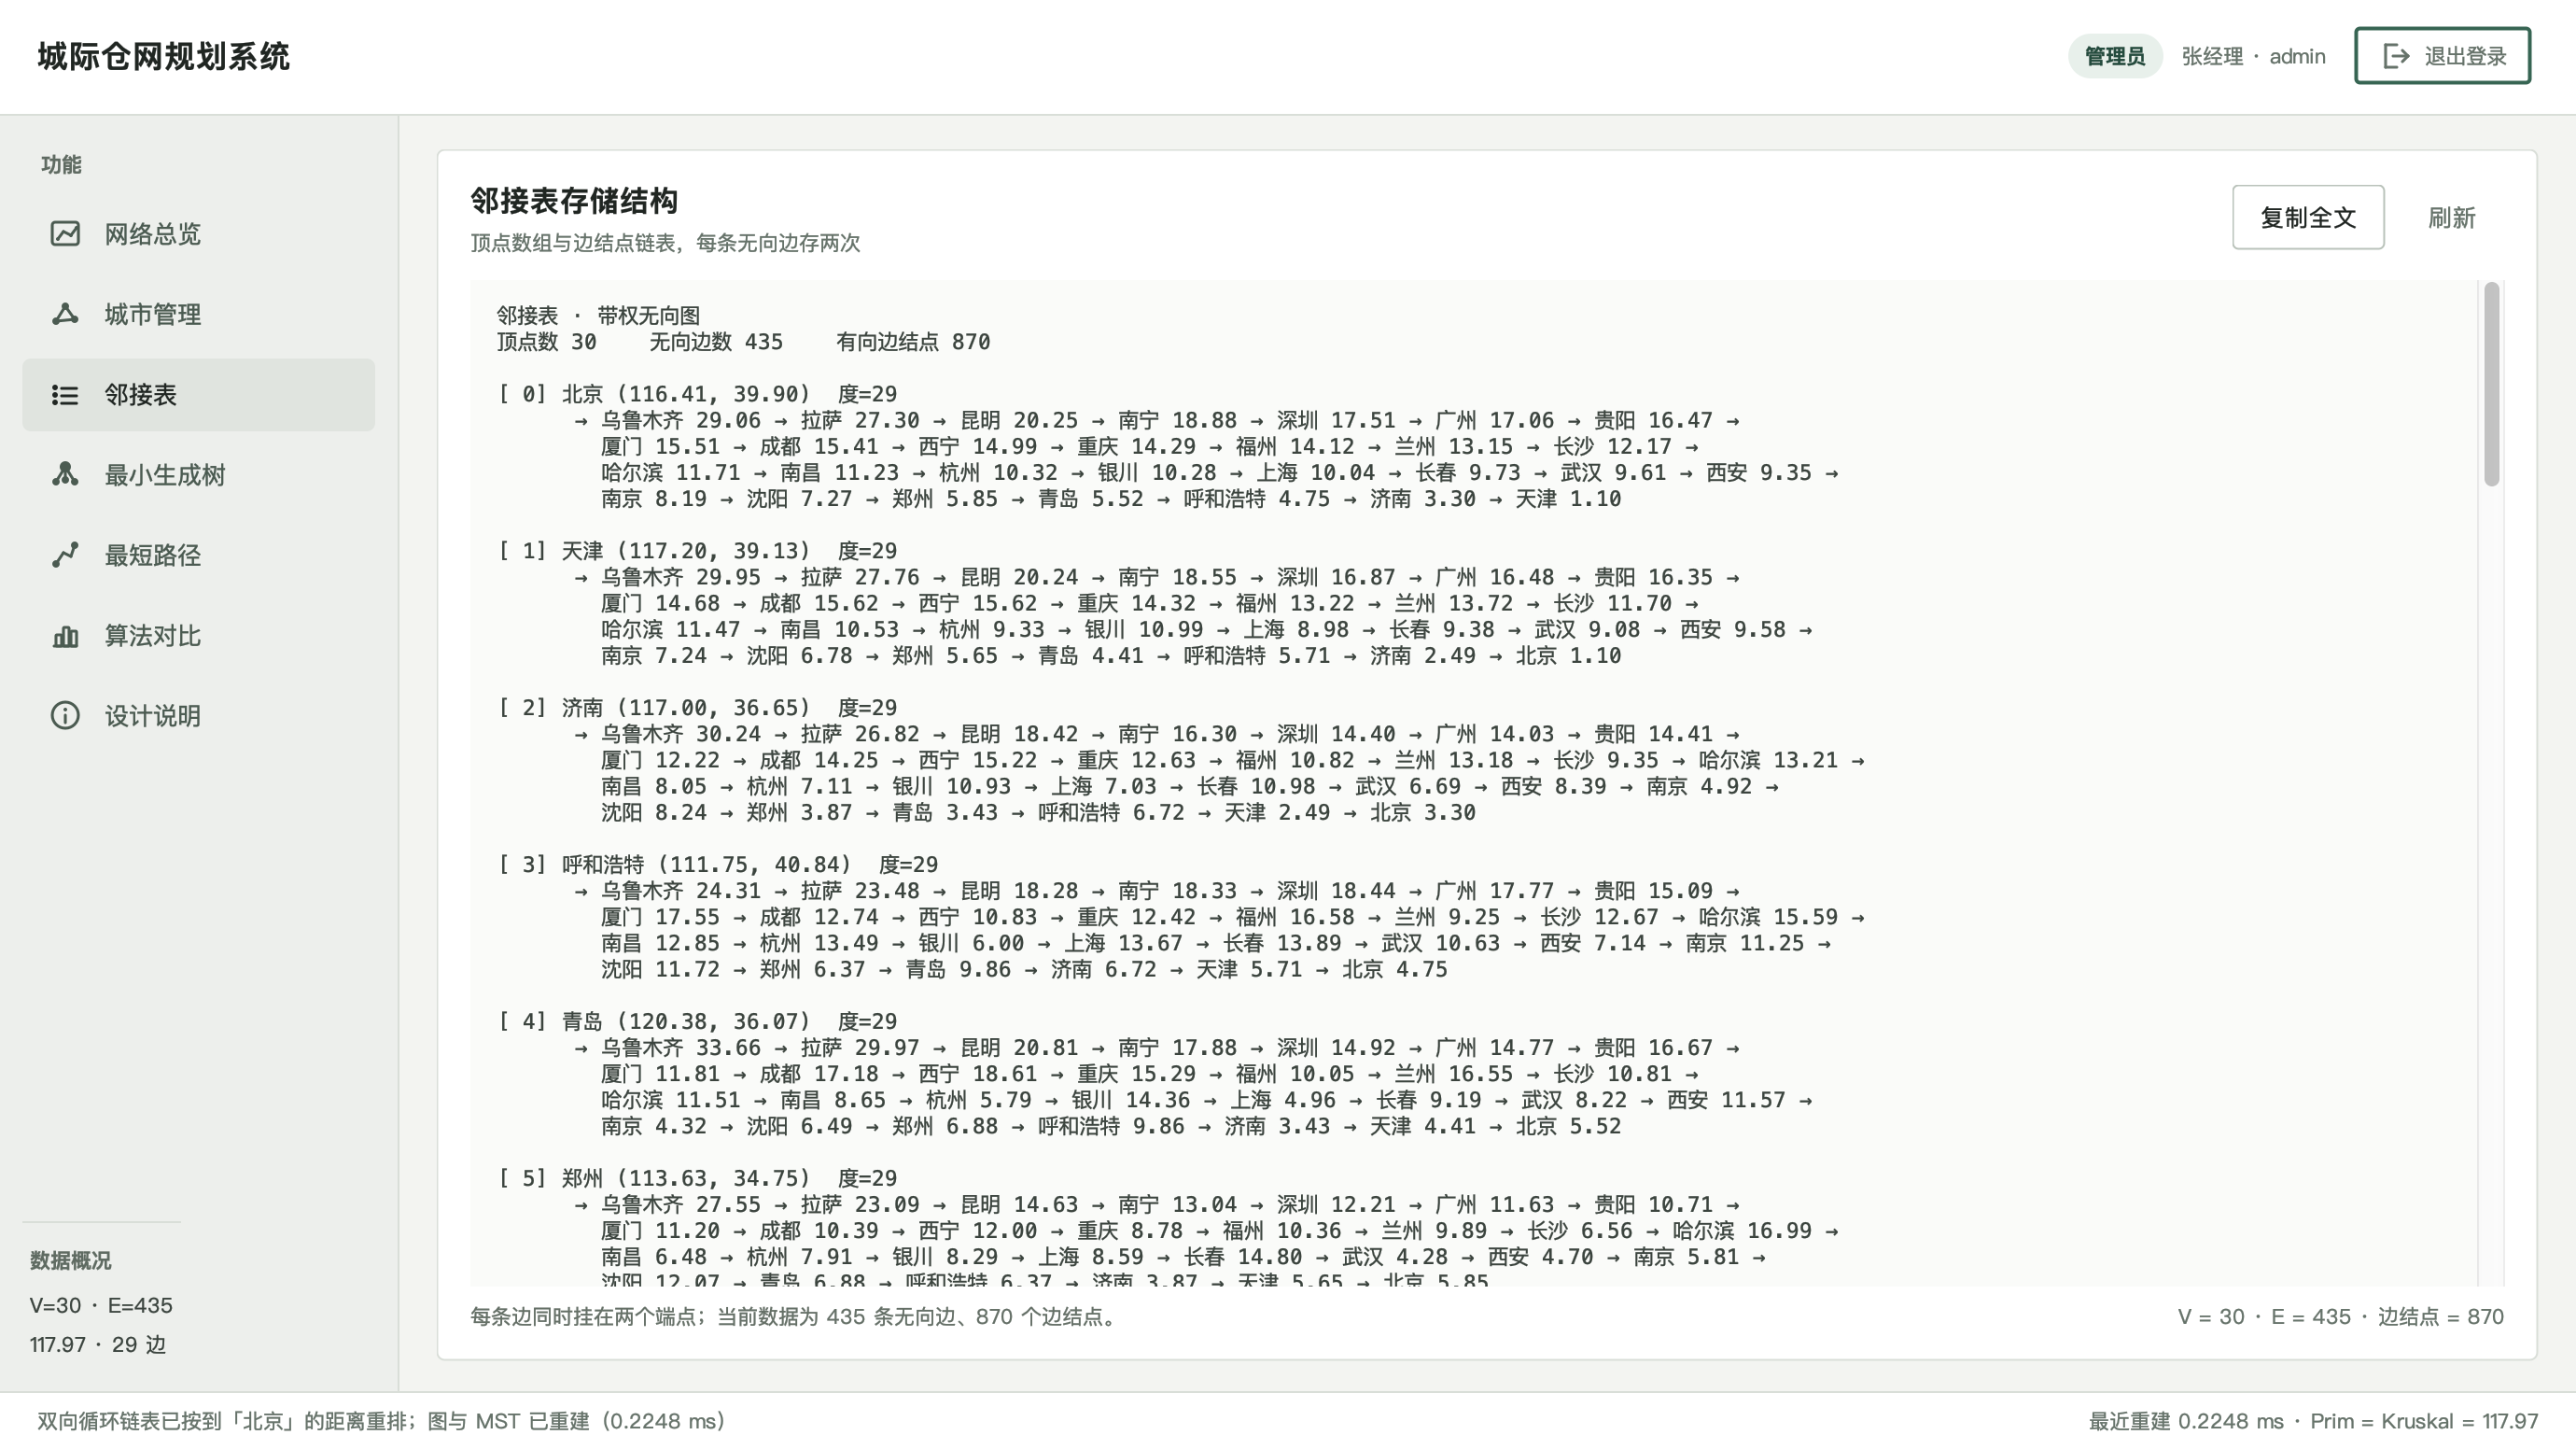 城际仓网规划系统
管理员 张经理 · admin 退出登录
功能
网络总览
城市管理
邻接表
最小生成树
最短路径
算法对比
设计说明
数据概况
V=30 · E=435
117.97 · 29 边
邻接表存储结构
顶点数组与边结点链表，每条无向边存两次
复制全文 刷新
邻接表 · 带权无向图
顶点数 30 无向边数 435 有向边结点 870
[ 0] 北京 (116.41, 39.90) 度=29
→ 乌鲁木齐 29.06 → 拉萨 27.30 → 昆明 20.25 → 南宁 18.88 → 深圳 17.51 → 广州 17.06 → 贵阳 16.47 →
厦门 15.51 → 成都 15.41 → 西宁 14.99 → 重庆 14.29 → 福州 14.12 → 兰州 13.15 → 长沙 12.17 →
哈尔滨 11.71 → 南昌 11.23 → 杭州 10.32 → 银川 10.28 → 上海 10.04 → 长春 9.73 → 武汉 9.61 → 西安 9.35 →
南京 8.19 → 沈阳 7.27 → 郑州 5.85 → 青岛 5.52 → 呼和浩特 4.75 → 济南 3.30 → 天津 1.10
[ 1] 天津 (117.20, 39.13) 度=29
→ 乌鲁木齐 29.95 → 拉萨 27.76 → 昆明 20.24 → 南宁 18.55 → 深圳 16.87 → 广州 16.48 → 贵阳 16.35 →
厦门 14.68 → 成都 15.62 → 西宁 15.62 → 重庆 14.32 → 福州 13.22 → 兰州 13.72 → 长沙 11.70 →
哈尔滨 11.47 → 南昌 10.53 → 杭州 9.33 → 银川 10.99 → 上海 8.98 → 长春 9.38 → 武汉 9.08 → 西安 9.58 →
南京 7.24 → 沈阳 6.78 → 郑州 5.65 → 青岛 4.41 → 呼和浩特 5.71 → 济南 2.49 → 北京 1.10
[ 2] 济南 (117.00, 36.65) 度=29
→ 乌鲁木齐 30.24 → 拉萨 26.82 → 昆明 18.42 → 南宁 16.30 → 深圳 14.40 → 广州 14.03 → 贵阳 14.41 →
厦门 12.22 → 成都 14.25 → 西宁 15.22 → 重庆 12.63 → 福州 10.82 → 兰州 13.18 → 长沙 9.35 → 哈尔滨 13.21 →
南昌 8.05 → 杭州 7.11 → 银川 10.93 → 上海 7.03 → 长春 10.98 → 武汉 6.69 → 西安 8.39 → 南京 4.92 →
沈阳 8.24 → 郑州 3.87 → 青岛 3.43 → 呼和浩特 6.72 → 天津 2.49 → 北京 3.30
[ 3] 呼和浩特 (111.75, 40.84) 度=29
→ 乌鲁木齐 24.31 → 拉萨 23.48 → 昆明 18.28 → 南宁 18.33 → 深圳 18.44 → 广州 17.77 → 贵阳 15.09 →
厦门 17.55 → 成都 12.74 → 西宁 10.83 → 重庆 12.42 → 福州 16.58 → 兰州 9.25 → 长沙 12.67 → 哈尔滨 15.59 →
南昌 12.85 → 杭州 13.49 → 银川 6.00 → 上海 13.67 → 长春 13.89 → 武汉 10.63 → 西安 7.14 → 南京 11.25 →
沈阳 11.72 → 郑州 6.37 → 青岛 9.86 → 济南 6.72 → 天津 5.71 → 北京 4.75
[ 4] 青岛 (120.38, 36.07) 度=29
→ 乌鲁木齐 33.66 → 拉萨 29.97 → 昆明 20.81 → 南宁 17.88 → 深圳 14.92 → 广州 14.77 → 贵阳 16.67 →
厦门 11.81 → 成都 17.18 → 西宁 18.61 → 重庆 15.29 → 福州 10.05 → 兰州 16.55 → 长沙 10.81 →
哈尔滨 11.51 → 南昌 8.65 → 杭州 5.79 → 银川 14.36 → 上海 4.96 → 长春 9.19 → 武汉 8.22 → 西安 11.57 →
南京 4.32 → 沈阳 6.49 → 郑州 6.88 → 呼和浩特 9.86 → 济南 3.43 → 天津 4.41 → 北京 5.52
[ 5] 郑州 (113.63, 34.75) 度=29
→ 乌鲁木齐 27.55 → 拉萨 23.09 → 昆明 14.63 → 南宁 13.04 → 深圳 12.21 → 广州 11.63 → 贵阳 10.71 →
厦门 11.20 → 成都 10.39 → 西宁 12.00 → 重庆 8.78 → 福州 10.36 → 兰州 9.89 → 长沙 6.56 → 哈尔滨 16.99 →
南昌 6.48 → 杭州 7.91 → 银川 8.29 → 上海 8.59 → 长春 14.80 → 武汉 4.28 → 西安 4.70 → 南京 5.81 →
沈阳 12.07 → 青岛 6.88 → 呼和浩特 6.37 → 济南 3.87 → 天津 5.65 → 北京 5.85
每条边同时挂在两个端点；当前数据为 435 条无向边、870 个边结点。
V = 30 · E = 435 · 边结点 = 870
双向循环链表已按到「北京」的距离重排；图与 MST 已重建（0.2248 ms）
最近重建 0.2248 ms · Prim = Kruskal = 117.97